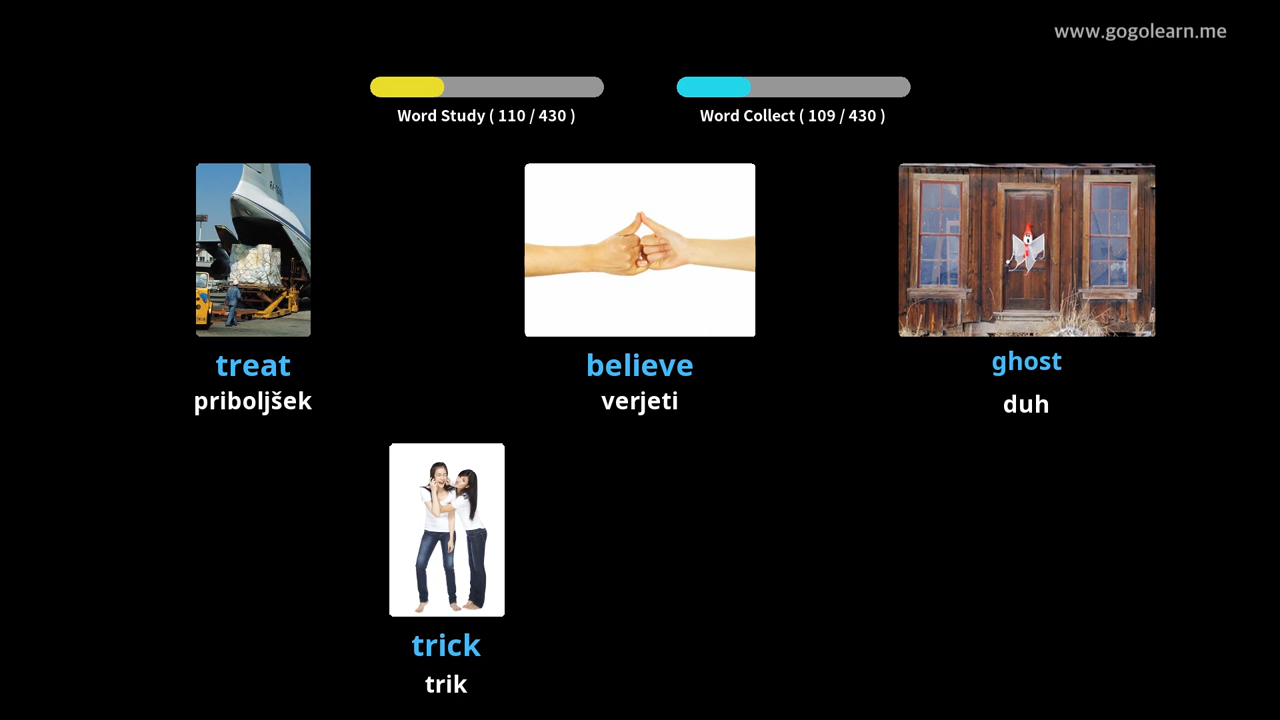 www.gogolearn.me
Word Study ( 110 / 430 )
Word Collect ( 109 / 430 )
treat
priboljšek
believe
verjeti
ghost
duh
trick
trik